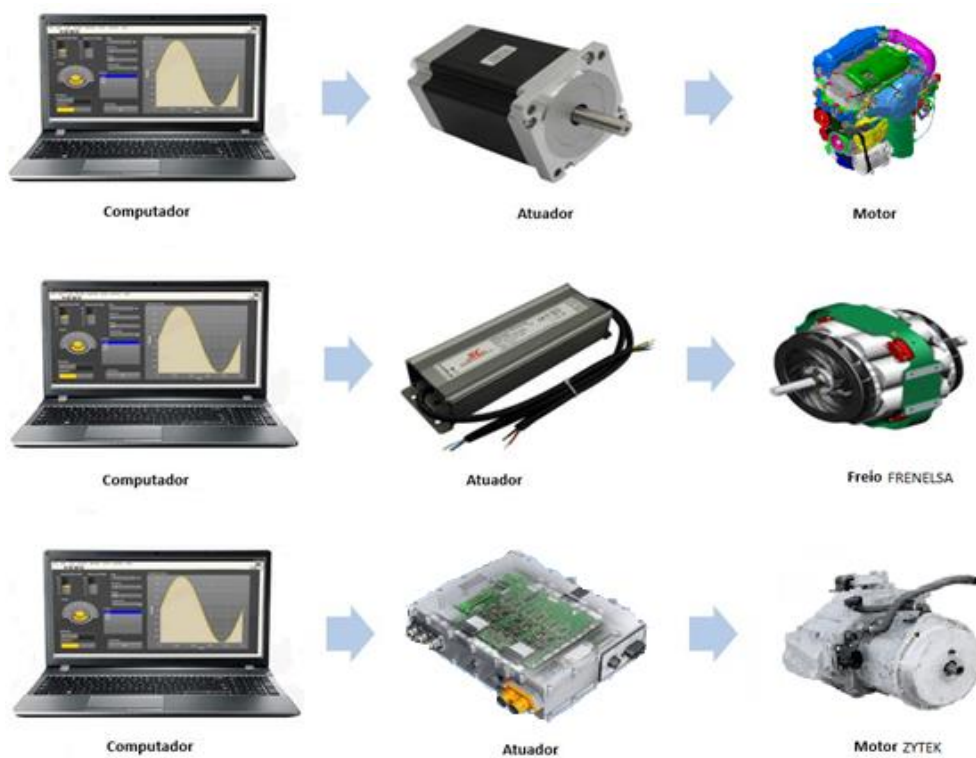 Computador
Atuador
Motor
Computador
Atuador
Freio FRENELSA
Computador
Atuador
Motor ZYTEK